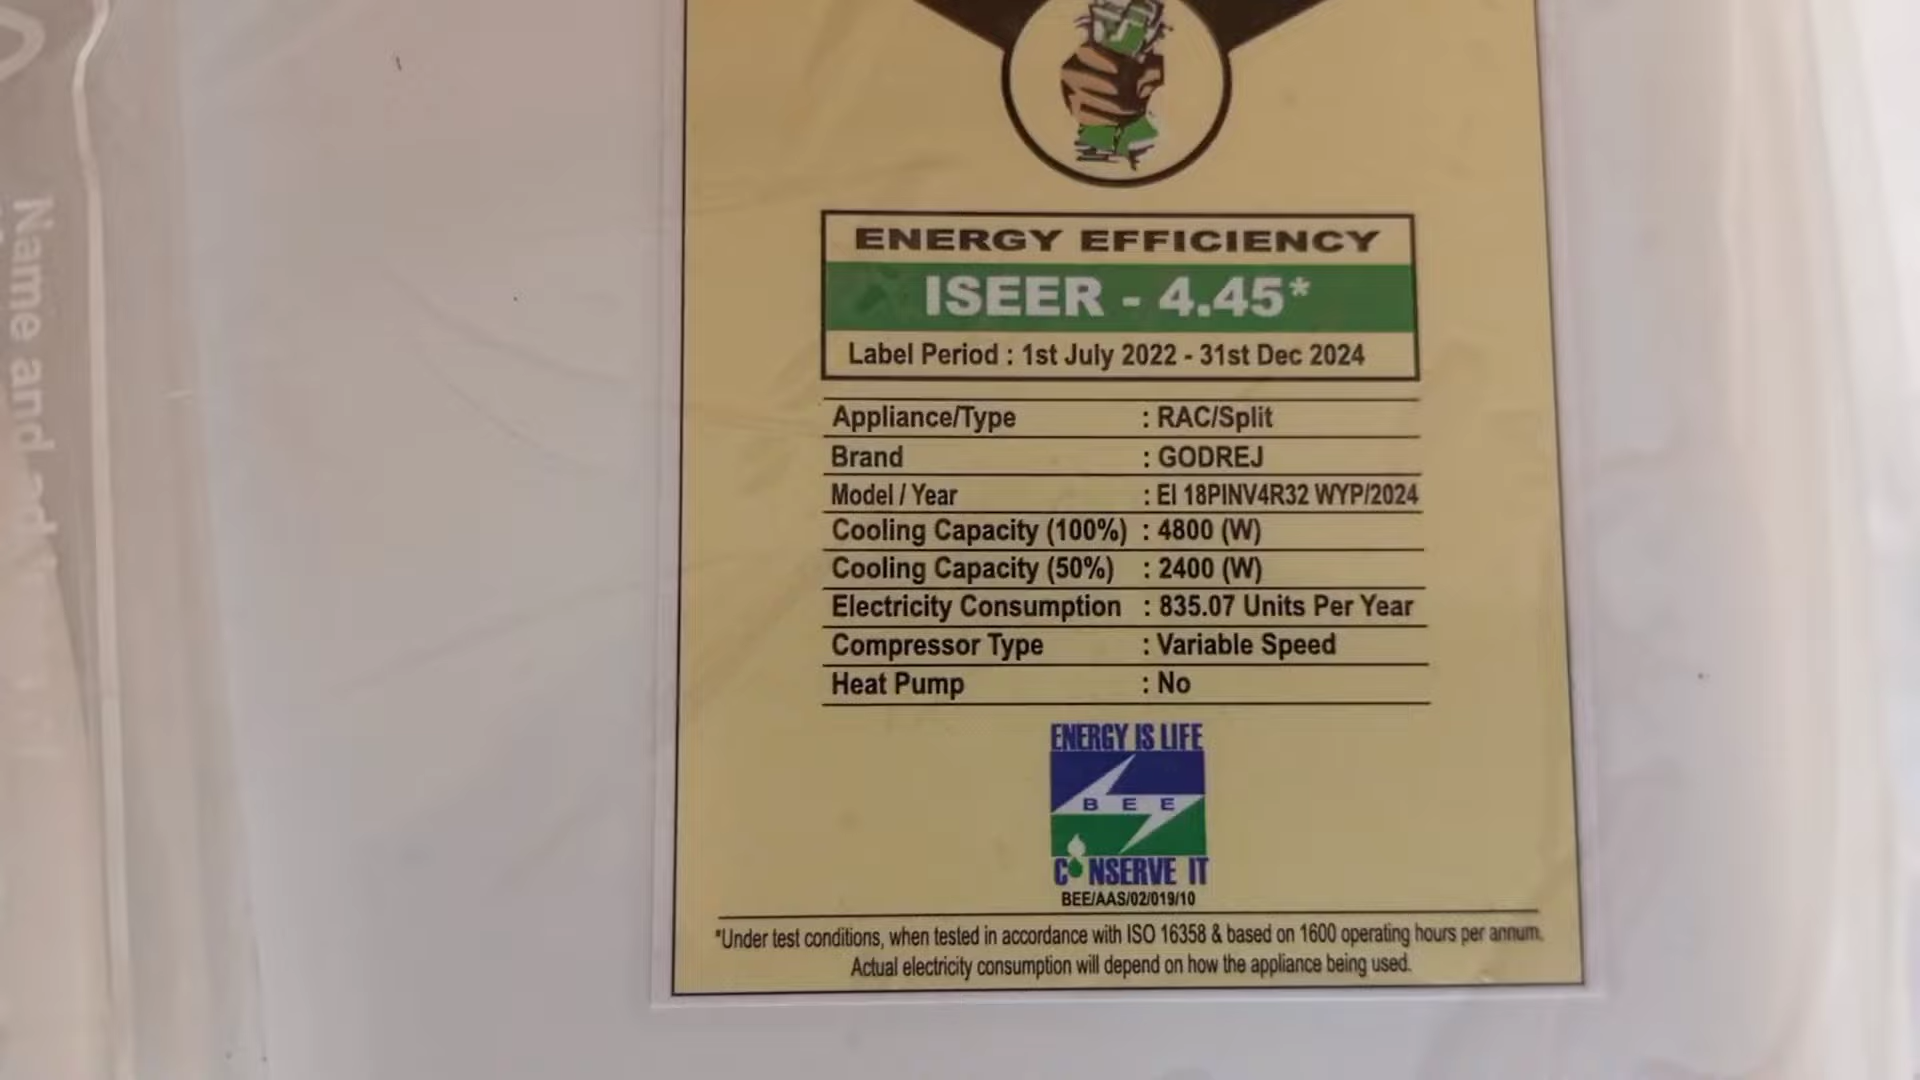 ENERGY EFFICIENCY
ISEER - 4.45*
Label Period : 1st July 2022 - 31st Dec 2024
Appliance/Type : RAC/Split
Brand : GODREJ
Model / Year : EI 18PINV4R32 WYP/2024
Cooling Capacity (100%) : 4800 (W)
Cooling Capacity (50%) : 2400 (W)
Electricity Consumption : 835.07 Units Per Year
Compressor Type : Variable Speed
Heat Pump : No
ENERGY IS LIFE
BEE
CONSERVE IT
BEE/AAS/02/019/10
*Under test conditions, when tested in accordance with ISO 16358 & based on 1600 operating hours per annum.
Actual electricity consumption will depend on how the appliance being used.
Name and